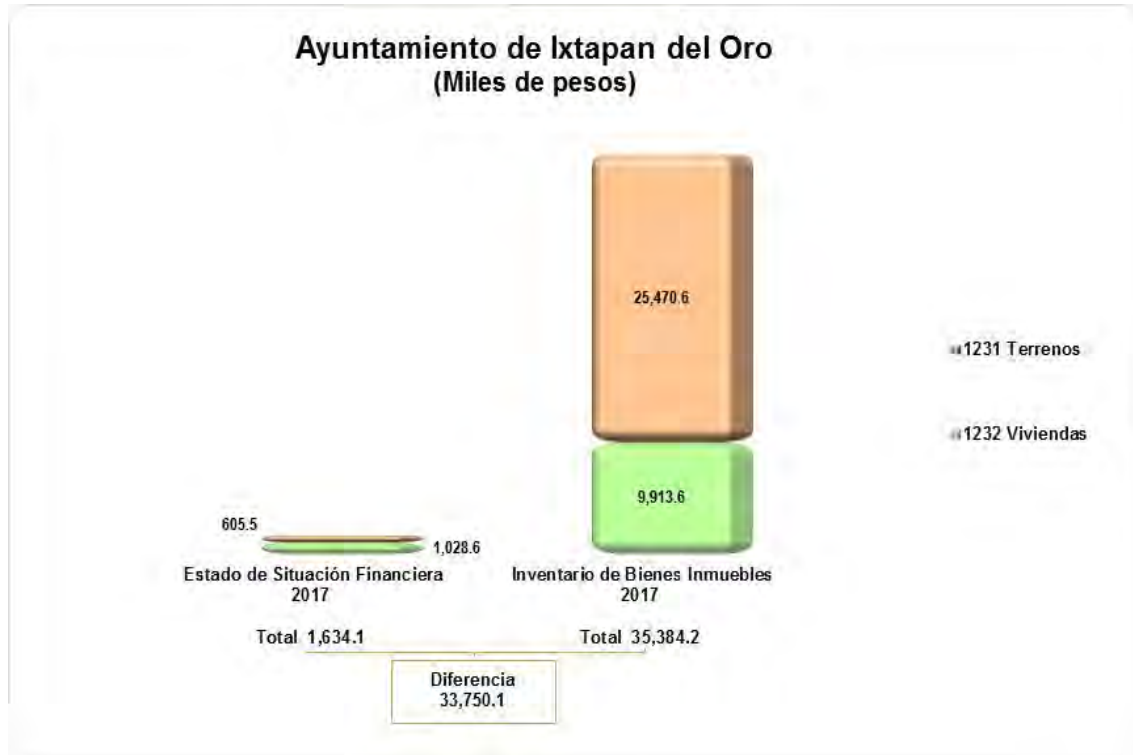 Ayuntamiento de Ixtapan del Oro
(Miles de pesos)
25,470.6
1231 Terrenos
1232 Viviendas
9,913.6
605.5
1,028.6
Estado de Situación Financiera
2017
Inventario de Bienes Inmuebles
2017
Total 1,634.1
Total 35,384.2
Diferencia
33,750.1